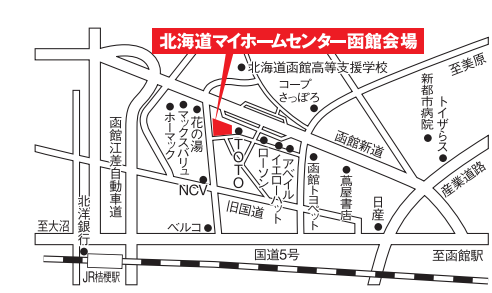 北海道マイホームセンター函館会場
北海道函館高等支援学校
コープ
さっぽろ
至美原
トイザらス
新都市病院
函館新道
産業道路
花の湯
マックスバリュ
ホーマック
TOTO
ローソン
イエローハット
アベイル
函館トヨペット
蔦屋書店
日産
函館江差自動車道
NCV
旧国道
ベルコ
北洋銀行
至大沼
国道5号
至函館駅
JR桔梗駅